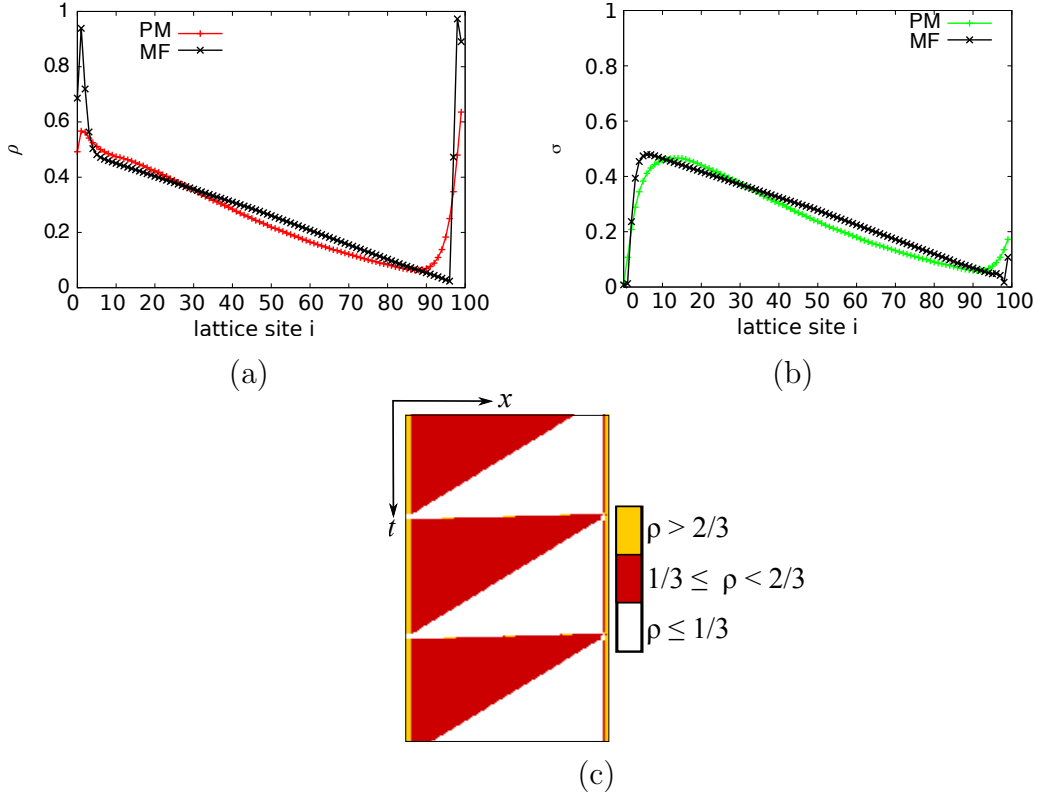 PM
MF
1
0.8
0.6
0.4
0.2
0
ρ
0 10 20 30 40 50 60 70 80 90 100
lattice site i
(a)
PM
MF
1
0.8
0.6
0.4
0.2
0
σ
0 10 20 30 40 50 60 70 80 90 100
lattice site i
(b)
x
t
ρ > 2/3
1/3 ≤ ρ < 2/3
ρ ≤ 1/3
(c)